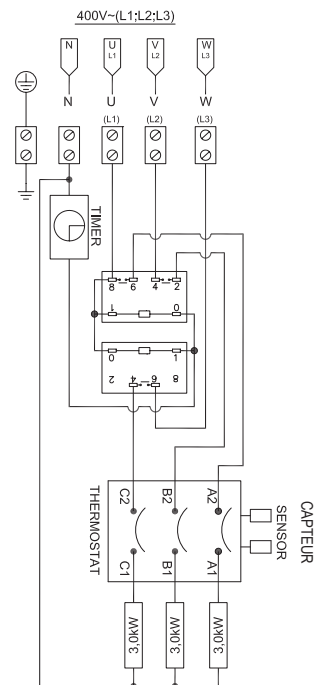 400V~(L1;L2;L3)
N
U
L1
V
L2
W
L3
N
U
V
W
(L1)
(L2)
(L3)
TIMER
8
6
4
2
1
0
0
1
2
4
6
8
C2
B2
A2
THERMOSTAT
C1
B1
A1
SENSOR
CAPTEUR
3,0kW
3,0kW
3,0kW